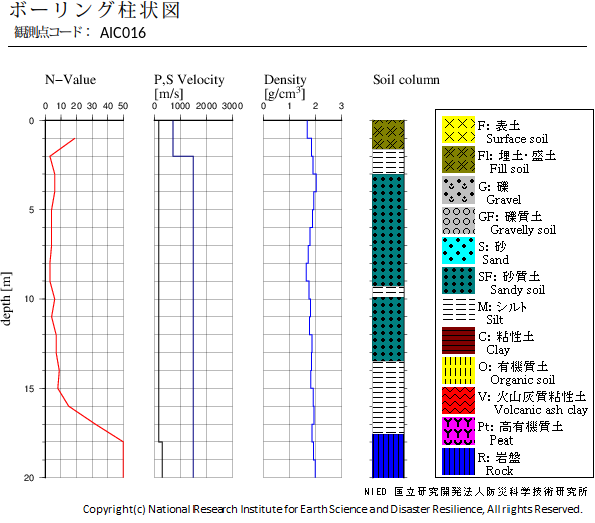 ボーリング柱状図
観測点コード: AIC016
N-Value
P,S Velocity
[m/s]
Density
[g/cm³]
Soil column
0 10 20 30 40 50
0 1000 2000 3000
0 1 2 3
0
5
10
15
20
depth [m]
F: 表土
Surface soil
Fl: 埋土・盛土
Fill soil
G: 礫
Gravel
GF: 礫質土
Gravelly soil
S: 砂
Sand
SF: 砂質土
Sandy soil
M: シルト
Silt
C: 粘性土
Clay
O: 有機質土
Organic soil
V: 火山灰質粘性土
Volcanic ash clay
Pt: 高有機質土
Peat
R: 岩盤
Rock
NIED 国立研究開発法人防災科学技術研究所
Copyright(c) National Research Institute for Earth Science and Disaster Resilience, All rights Reserved.